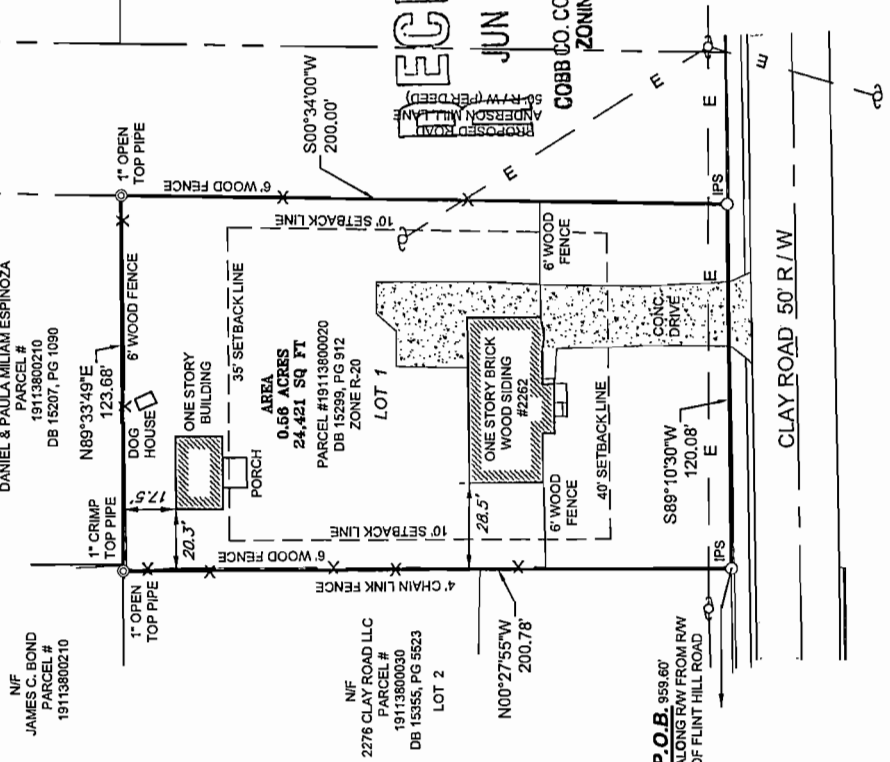 DANIEL & PAULA MILIAM ESPINOZA
PARCEL #
19113800210
DB 15207, PG 1090
N89°33'49"E
123.68'
6' WOOD FENCE
1" OPEN
TOP PIPE
DOG
HOUSE
ONE STORY
BUILDING
PORCH
17.5'
20.3'
1" CRIMP
TOP PIPE
1" OPEN
TOP PIPE
N/F
JAMES C. BOND
PARCEL #
19113800210
6' WOOD FENCE
S00°34'00"W
200.00'
PROPOSED ROAD
ANDERSON MILL LANE
50' R/W (PER DEED)
JUN
COBB CO. CO
ZONIN
10' SETBACK LINE
35' SETBACK LINE
AREA
0.56 ACRES
24,421 SQ FT
PARCEL #19113800020
DB 15299, PG 912
ZONE R-20
LOT 1
6' WOOD FENCE
10' SETBACK LINE
4' CHAIN LINK FENCE
N/F
2276 CLAY ROAD LLC
PARCEL #
19113800030
DB 15355, PG 5523
LOT 2
N00°27'55"W
200.78'
28.5'
ONE STORY BRICK
WOOD SIDING
#2262
6' WOOD
FENCE
6' WOOD
FENCE
40' SETBACK LINE
CONC.
DRIVE
S89°10'30"W
120.08'
E
E
E
E
E
E
IPS
IPS
P.O.B. 959.60'
ALONG R/W FROM R/W
OF FLINT HILL ROAD
CLAY ROAD 50' R/W